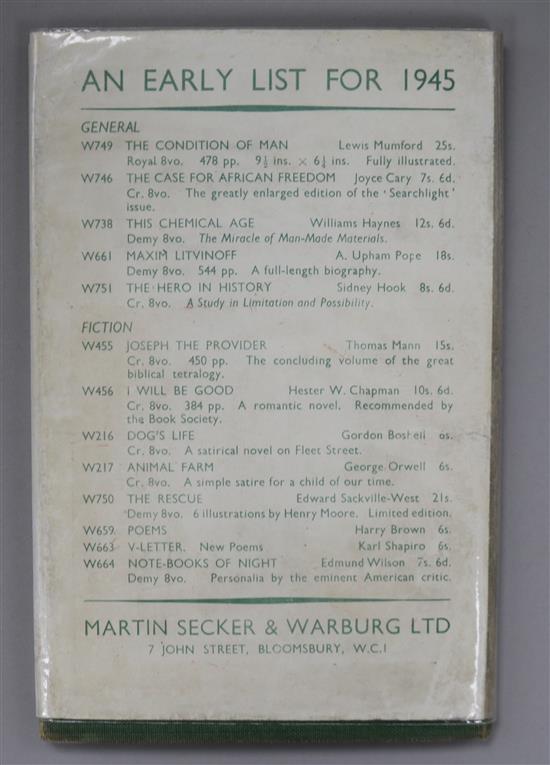 AN EARLY LIST FOR 1945
GENERAL
W749 THE CONDITION OF MAN Lewis Mumford 25s.
Royal 8vo. 478 pp. 9½ ins. × 6¼ ins. Fully illustrated.
W746 THE CASE FOR AFRICAN FREEDOM Joyce Cary 7s. 6d.
Cr. 8vo. The greatly enlarged edition of the 'Searchlight'
issue.
W738 THIS CHEMICAL AGE Williams Haynes 12s. 6d.
Demy 8vo. The Miracle of Man-Made Materials.
W661 MAXIM LITVINOFF A. Upham Pope 18s.
Demy 8vo. 544 pp. A full-length biography.
W751 THE HERO IN HISTORY Sidney Hook 8s. 6d.
Cr. 8vo. A Study in Limitation and Possibility.
FICTION
W455 JOSEPH THE PROVIDER Thomas Mann 15s.
Cr. 8vo. 450 pp. The concluding volume of the great
biblical tetralogy.
W456 I WILL BE GOOD Hester W. Chapman 10s. 6d.
Cr. 8vo. 384 pp. A romantic novel. Recommended by
the Book Society.
W216 DOG'S LIFE Gordon
Cr. 8vo. A satirical novel on Fleet Street.
W217 ANIMAL FARM George Orwell 6s.
Cr. 8vo. A simple satire for a child of our time.
W750 THE RESCUE Edward Sackville-West 21s.
Demy 8vo. 6 illustrations by Henry Moore. Limited edition.
W659 POEMS Harry Brown 6s.
W663 V-LETTER. New Poems Karl Shapiro 6s.
W664 NOTE-BOOKS OF NIGHT Edmund Wilson 7s. 6d.
Demy 8vo. Personalia by the eminent American critic.
MARTIN SECKER & WARBURG LTD
7 JOHN STREET, BLOOMSBURY, W.C.1